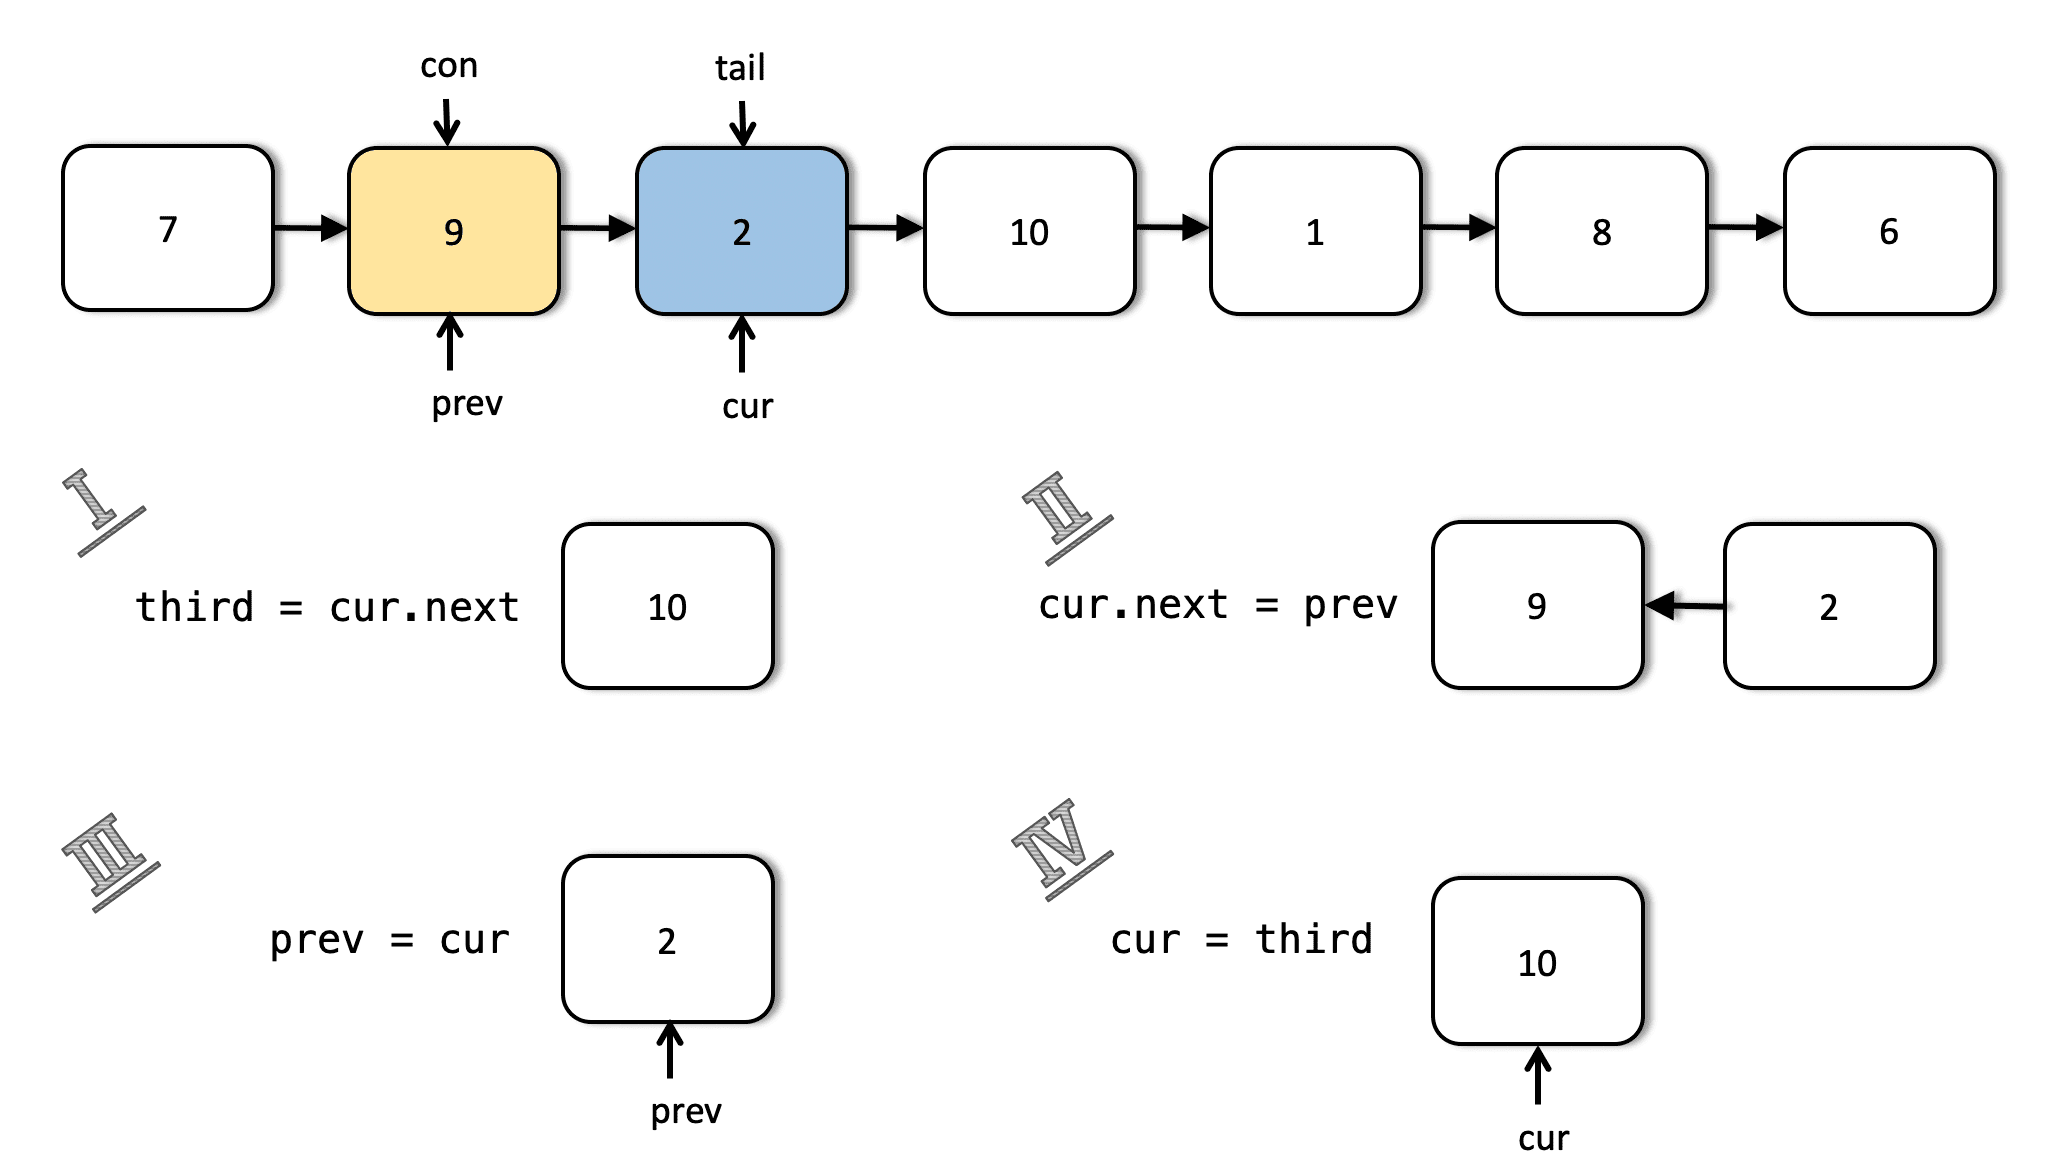 con
tail
7
9
2
10
1
8
6
prev
cur
I
third = cur.next
10
II
cur.next = prev
9
2
III
prev = cur
2
prev
IV
cur = third
10
cur